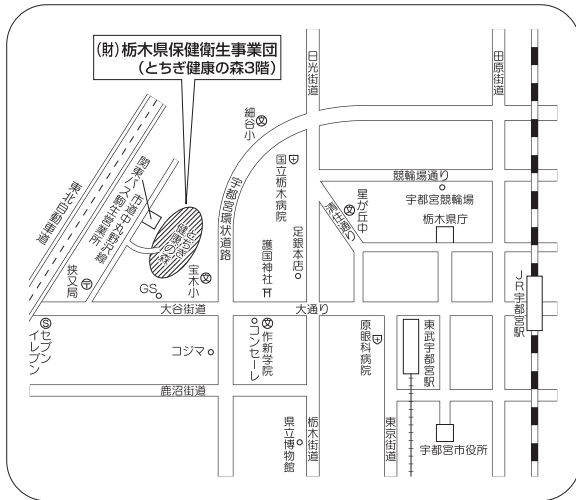 (財)栃木県保健衛生事業団
(とちぎ健康の森3階)
日光街道
田原街道
細谷小
国立栃木病院
競輪場通り
宇都宮競輪場
星が丘中
清住通り
栃木県庁
関東バス駒生営業所
市道中丸野沢線
東北自動車道
とちぎ
健康の森
宇都宮環状道路
足銀本店
護国神社
宝木小
挾又局
GS
大谷街道
大通り
JR宇都宮駅
セブン
イレブン
コジマ
コンセーレ
作新学院
原眼科病院
東武宇都宮駅
鹿沼街道
県立博物館
栃木街道
東京街道
宇都宮市役所